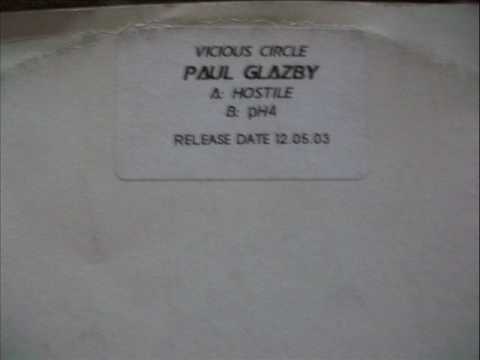 VICIOUS CIRCLE
PAUL GLAZBY
A: HOSTILE
B: pH4
RELEASE DATE 12.05.03